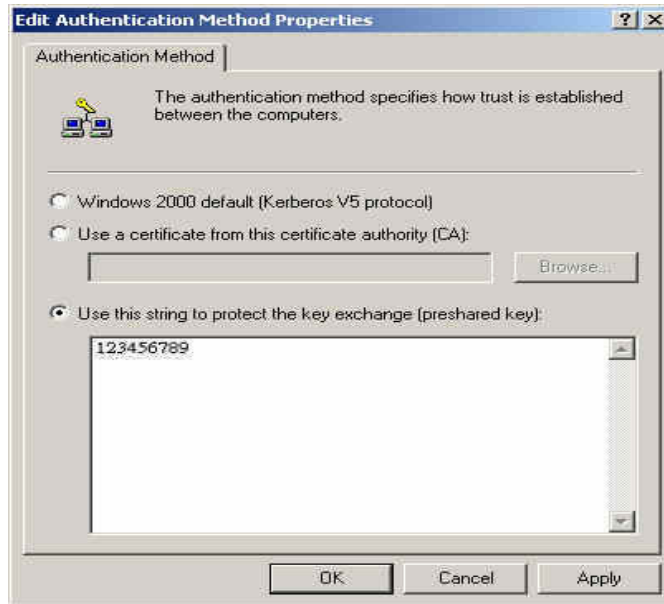 Edit Authentication Method Properties
Authentication Method
The authentication method specifies how trust is established
between the computers.
Windows 2000 default (Kerberos V5 protocol)
Use a certificate from this certificate authority (CA):
Browse...
Use this string to protect the key exchange (preshared key):
123456789
OK Cancel Apply